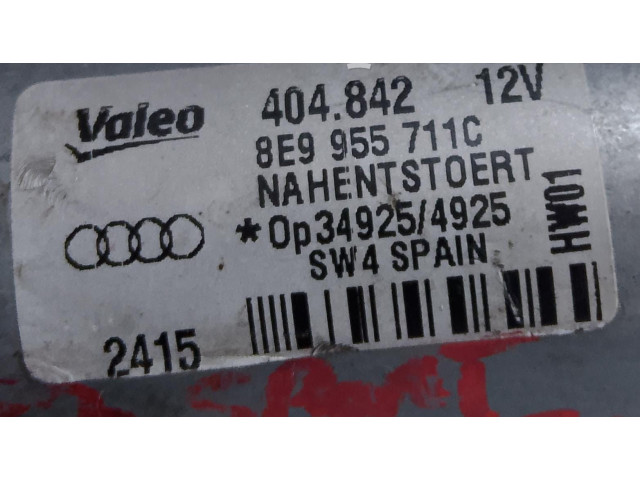 Valeo 404.842 12V
8E9 955 711C
NAHENTSTOERT
*Op34925/4925
SW4 SPAIN
HW01
2415